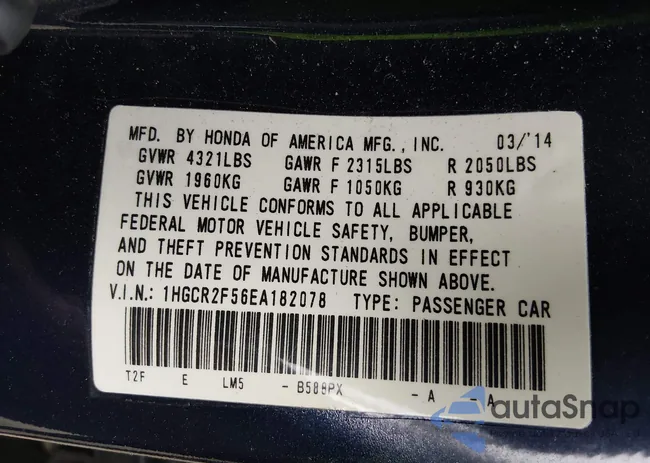 MFD. BY HONDA OF AMERICA MFG., INC. 03/'14
GVWR 4321LBS GAWR F 2315LBS R 2050LBS
GVWR 1960KG GAWR F 1050KG R 930KG
THIS VEHICLE CONFORMS TO ALL APPLICABLE
FEDERAL MOTOR VEHICLE SAFETY, BUMPER,
AND THEFT PREVENTION STANDARDS IN EFFECT
ON THE DATE OF MANUFACTURE SHOWN ABOVE.
V.I.N.: 1HGCR2F56EA182078 TYPE: PASSENGER CAR
T2F E LM5 - B588PX - A - A
autaSnap